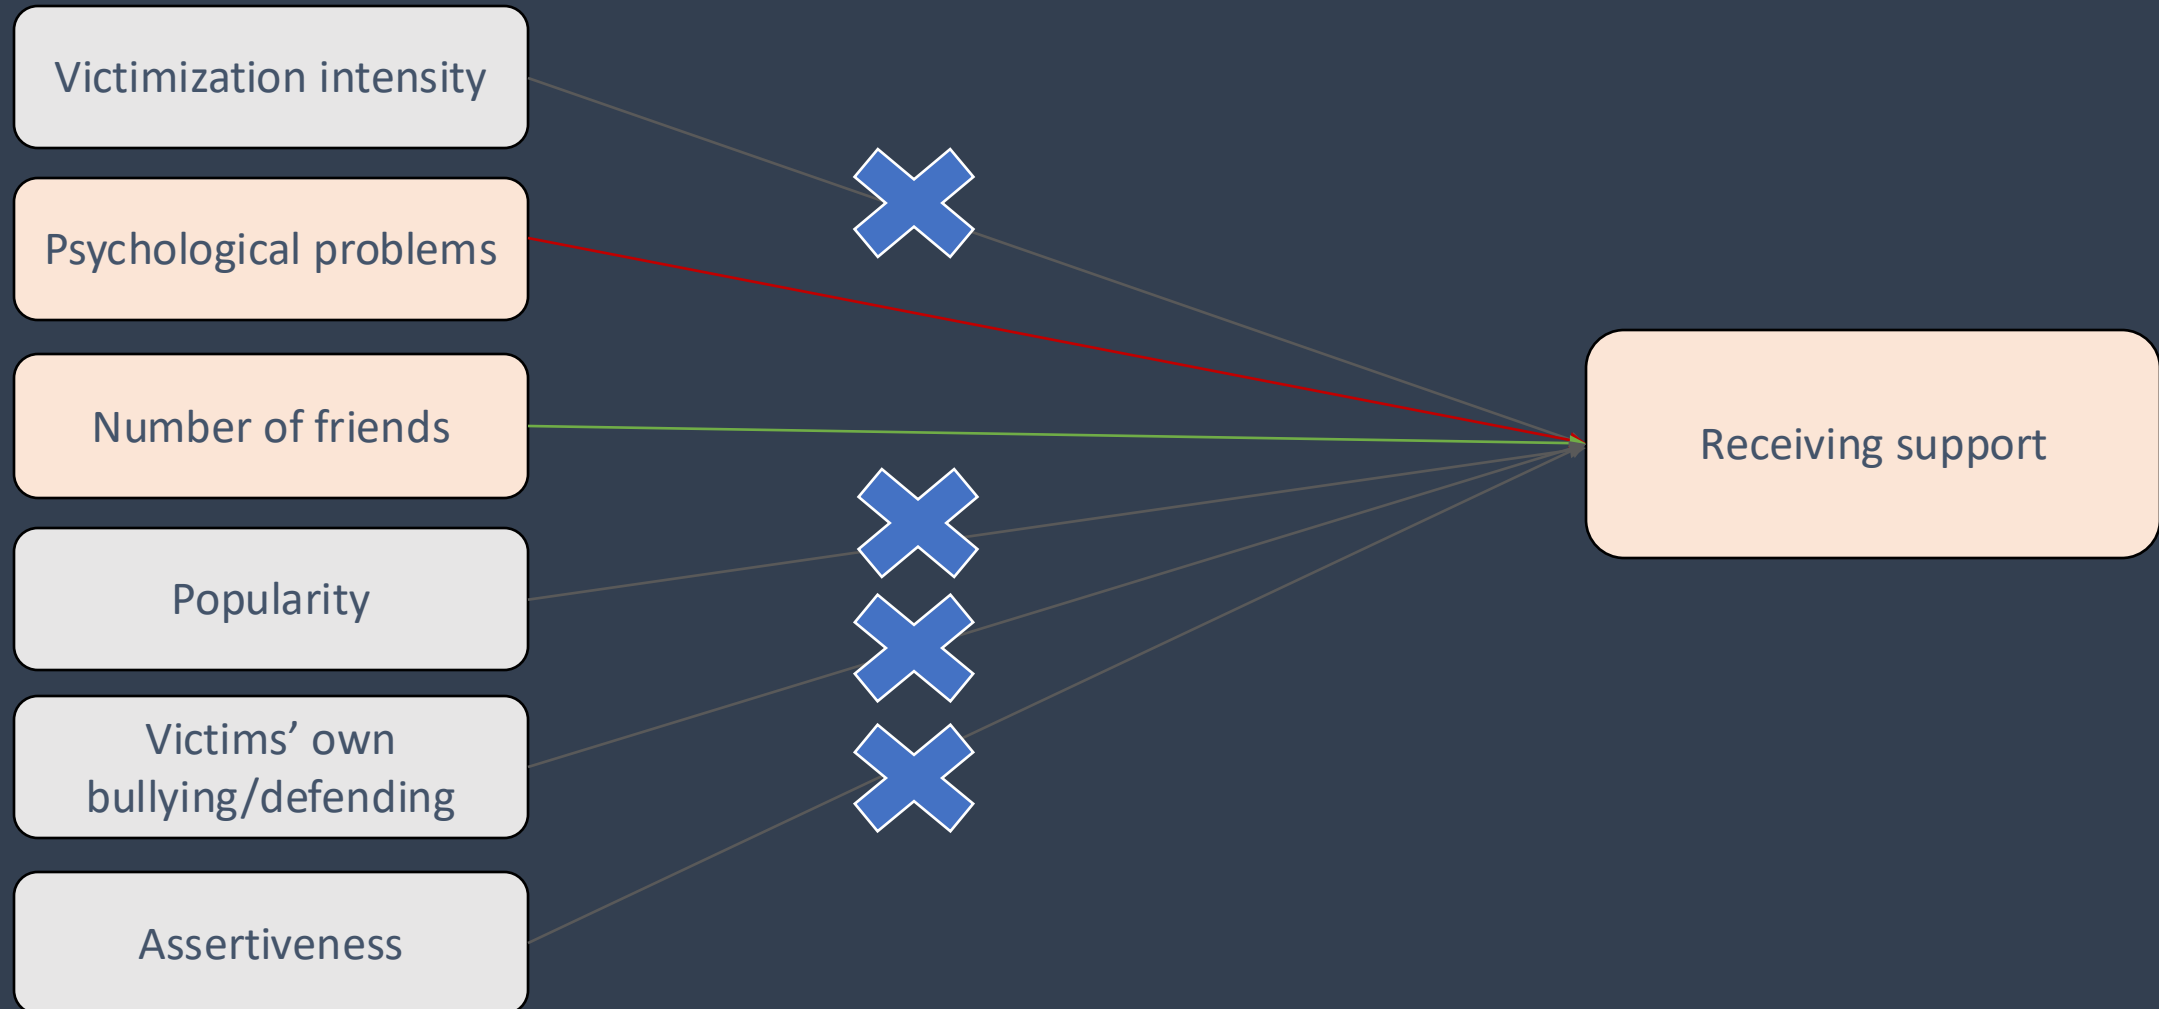 Victimization intensity
Psychological problems
Number of friends
Receiving support
Popularity
Victims’ own
bullying/defending
Assertiveness